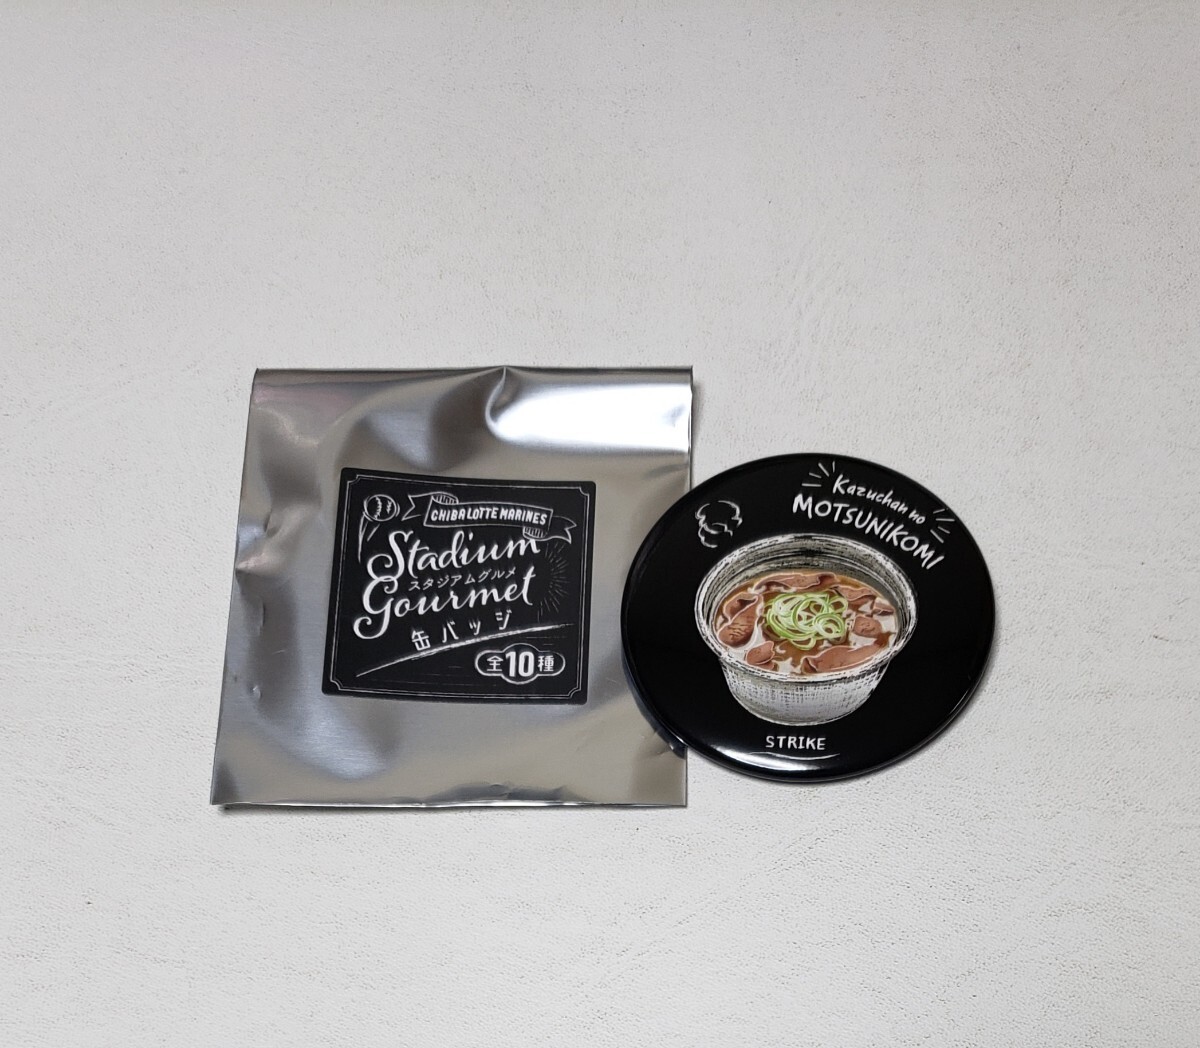 CHIBA LOTTE MARINES
Stadium
スタジアムグルメ
Gourmet
缶バッジ
全10種
Kazuchan no
MOTSUNIKOMI
STRIKE